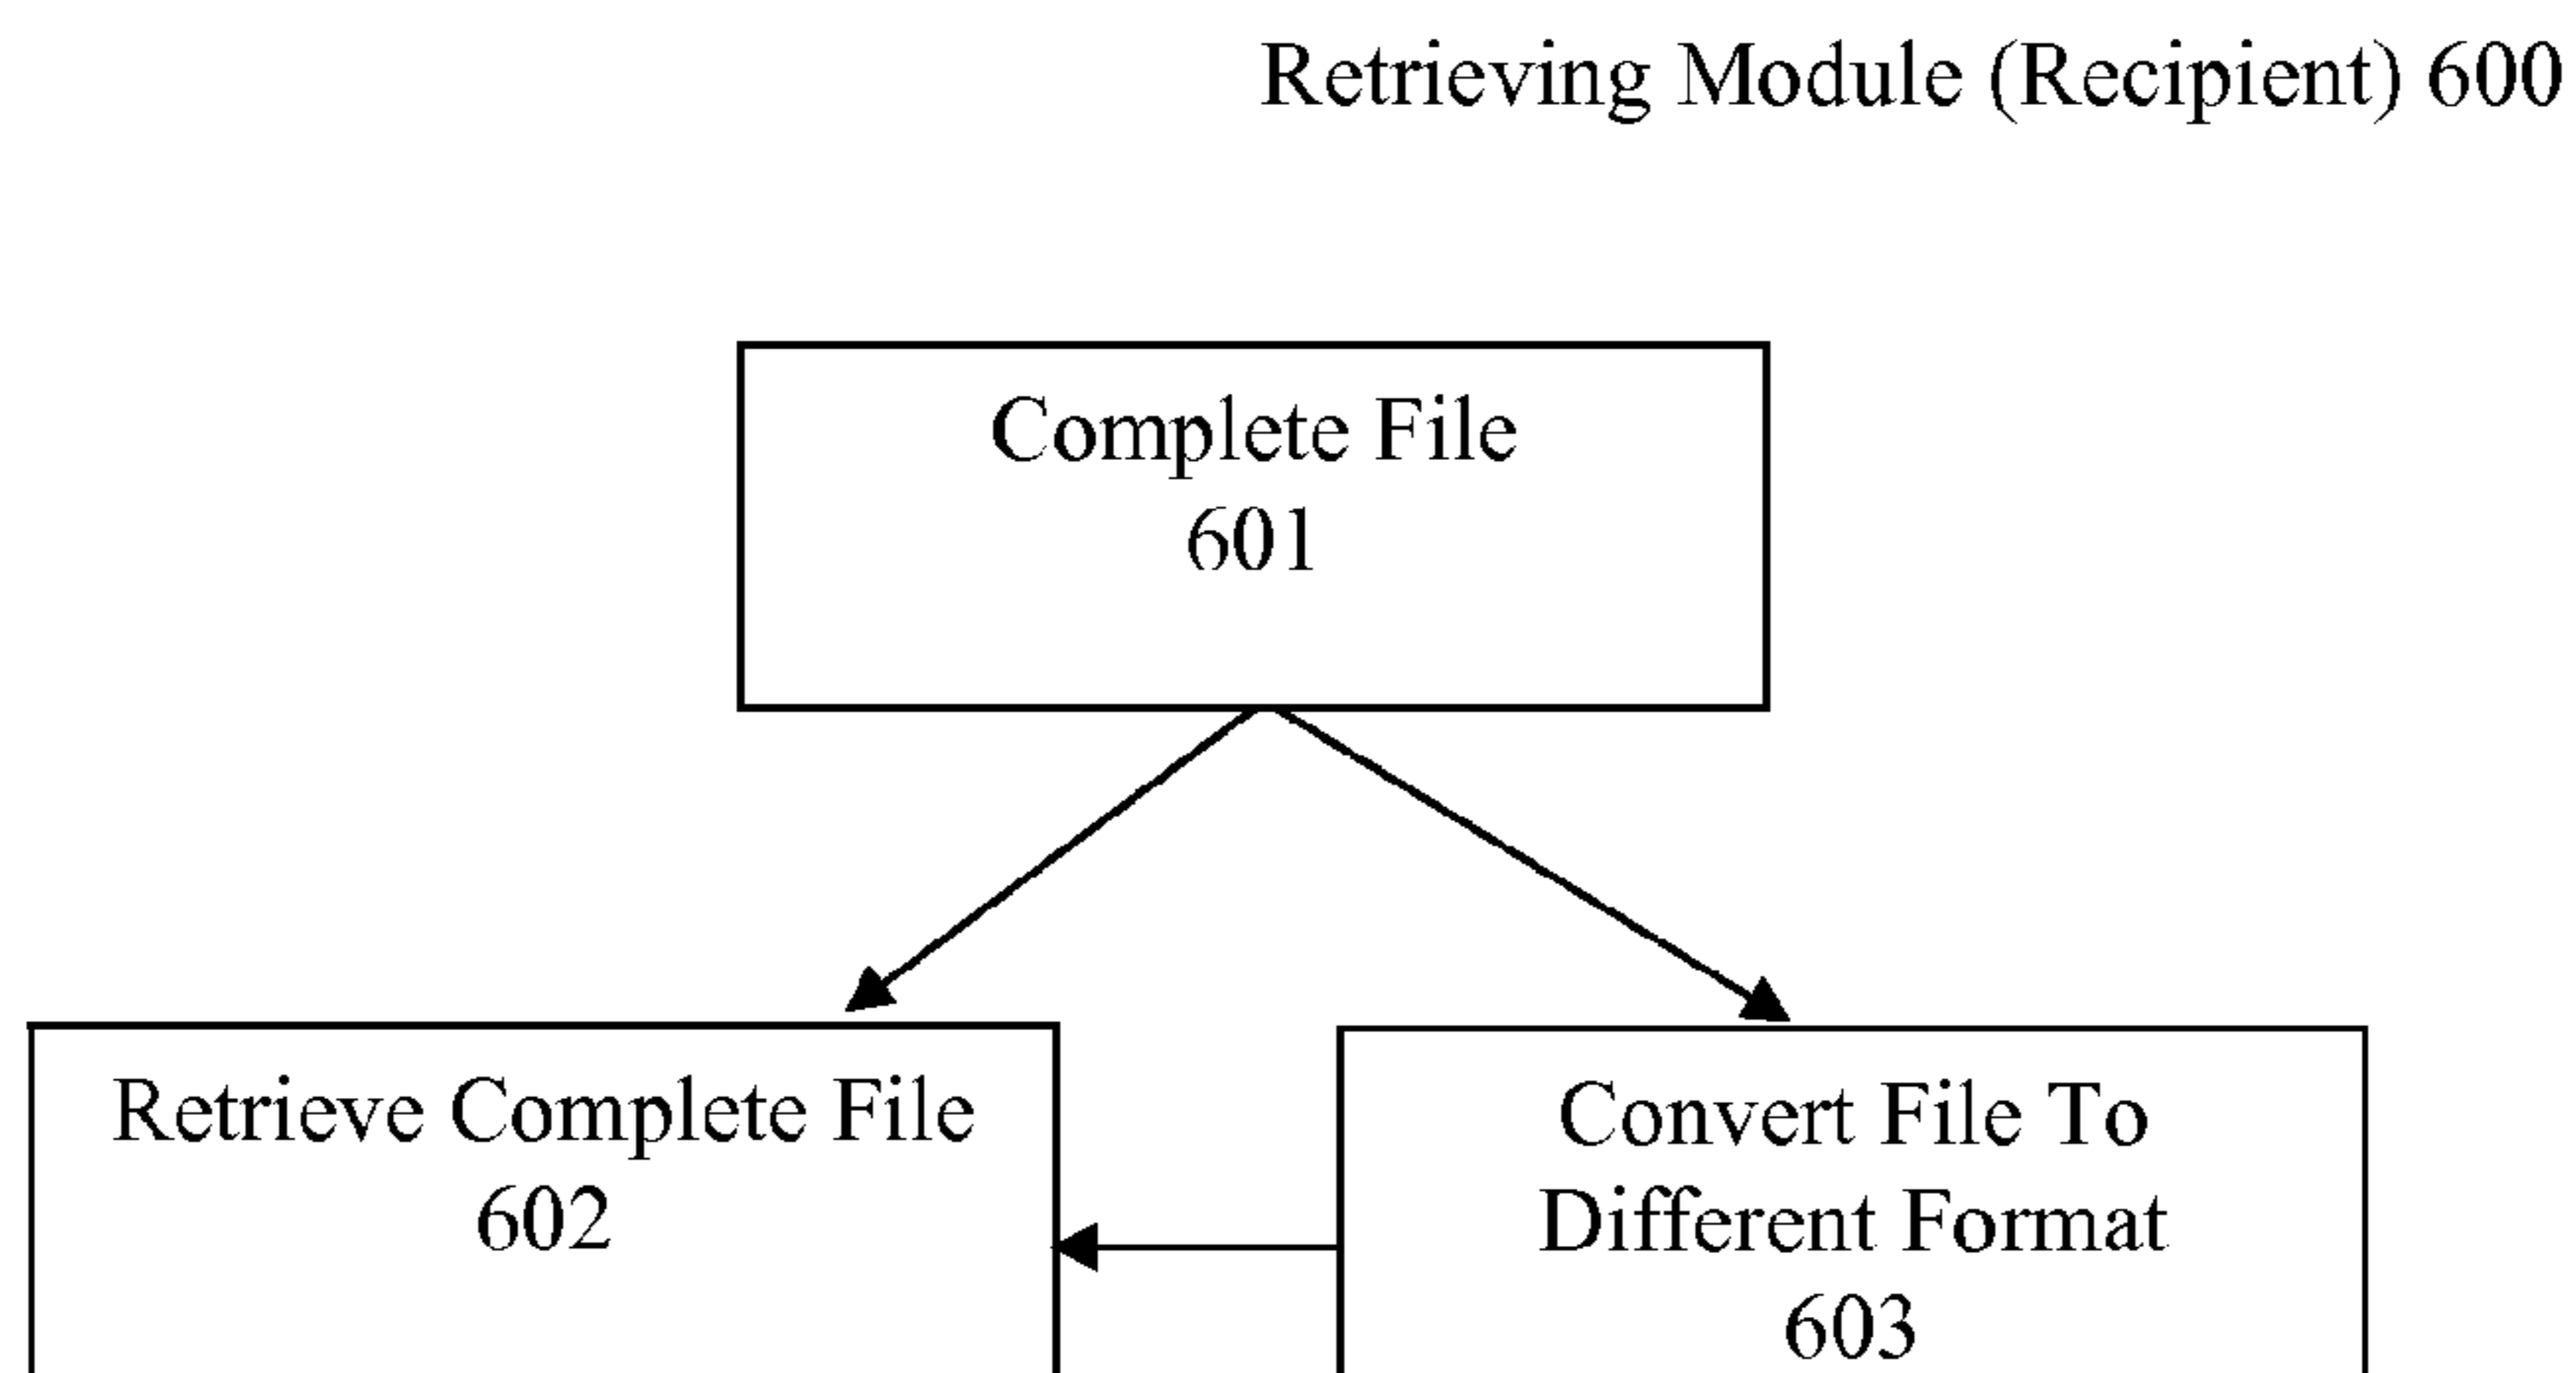 Retrieving Module (Recipient) 600
Complete File
601
Retrieve Complete File
602
Convert File To
Different Format
603